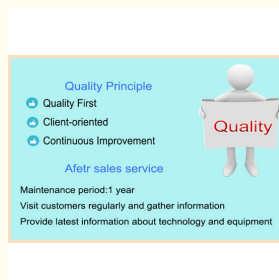 Quality Principle
Quality First
Client-oriented
Continuous Improvement
Quality
Afetr sales service
Maintenance period:1 year
Visit customers regularly and gather information
Provide latest information about technology and equipment